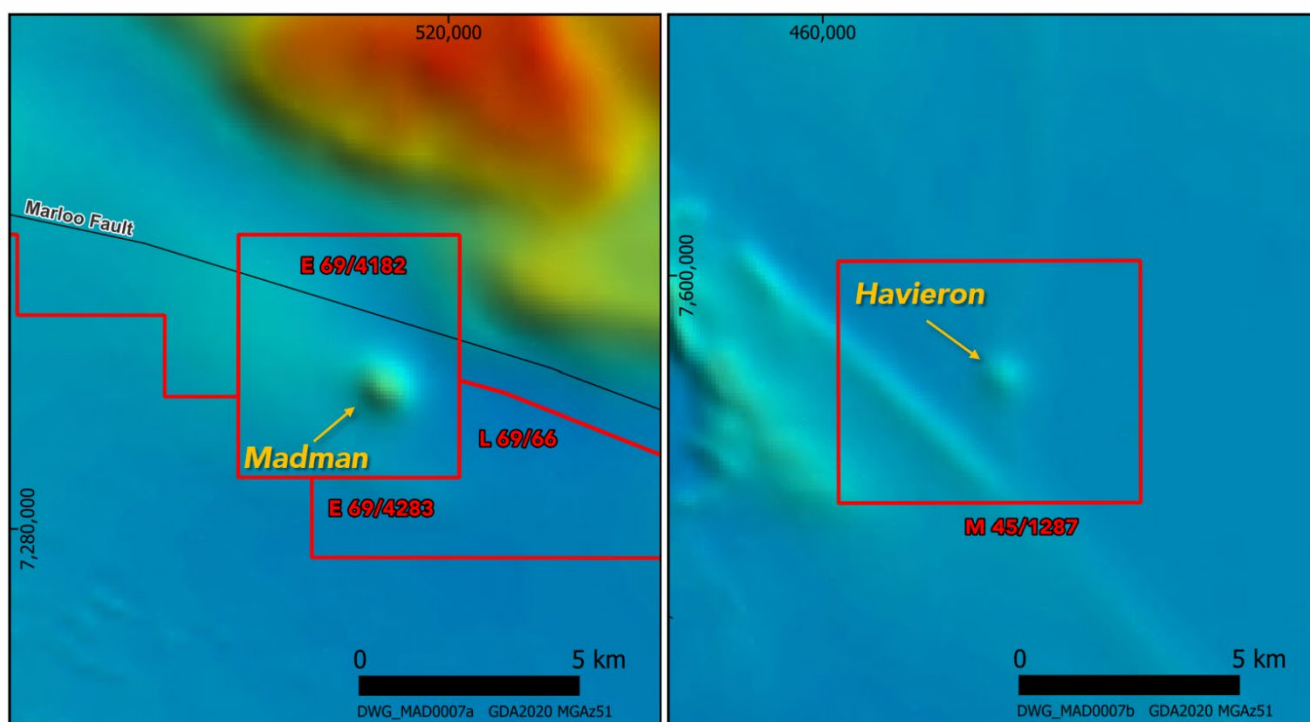 520,000
Marloo Fault
E 69/4182
Madman
L 69/66
E 69/4283
7,280,000
0 5 km
DWG_MAD0007a GDA2020 MGAz51
460,000
7,600,000
Havieron
M 45/1287
0 5 km
DWG_MAD0007b GDA2020 MGAz51